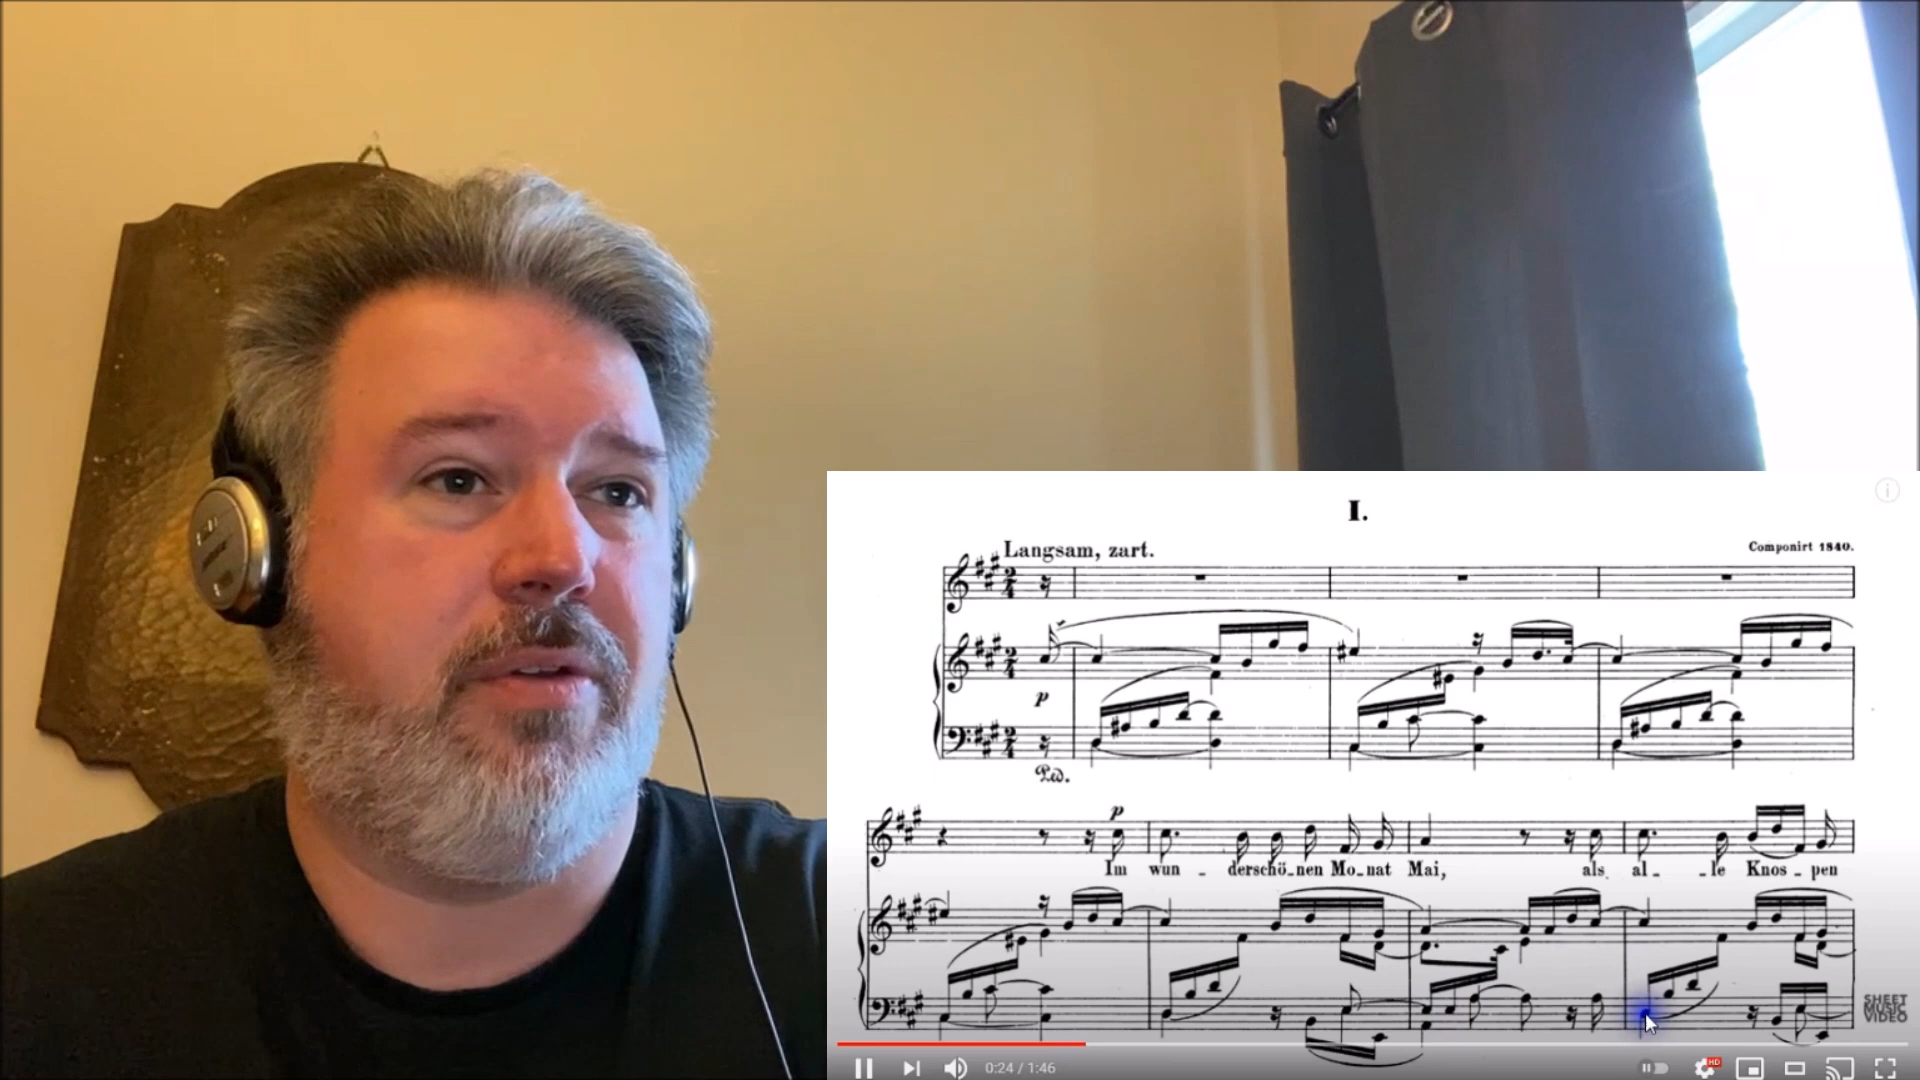 I.
Langsam, zart.
Componirt 1840.
p
Ped.
p
Im wun - derschö-nen Mo-nat Mai, als al - le Knos - pen
SHEET
MUSIC
VIDEO
0:24 / 1:46
HD